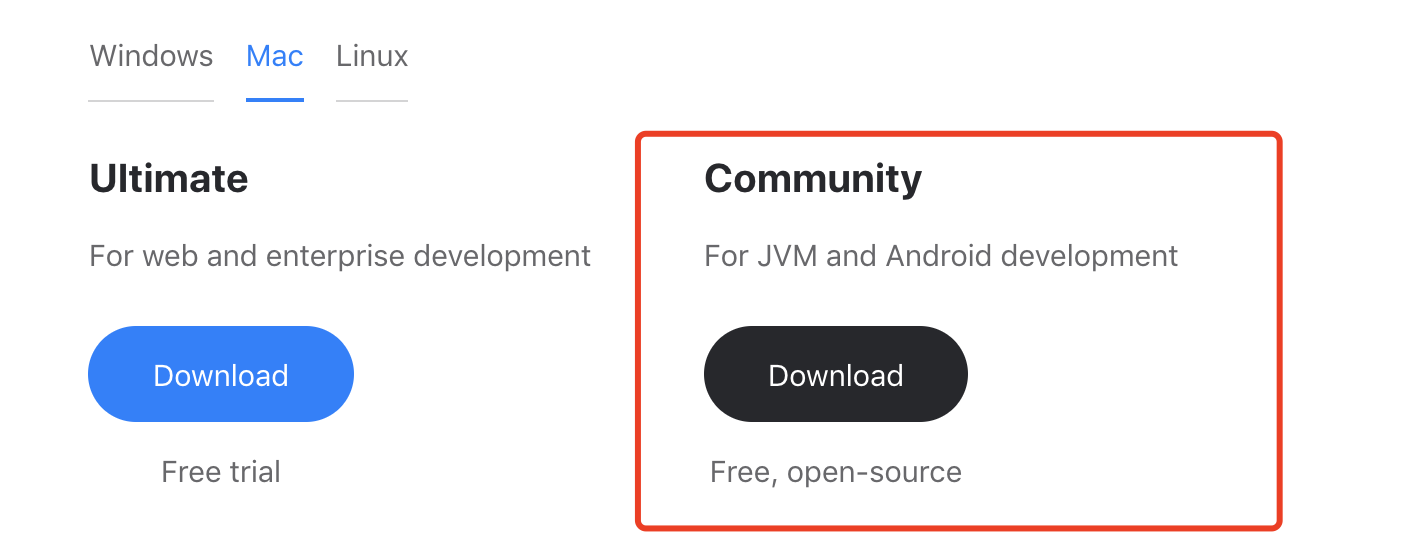 Windows Mac Linux
Ultimate
For web and enterprise development
Download
Free trial
Community
For JVM and Android development
Download
Free, open-source